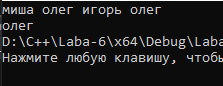 миша олег игорь олег
олег
D:\C++\Laba-6\x64\Debug\Laba
Нажмите любую клавишу, чтобы